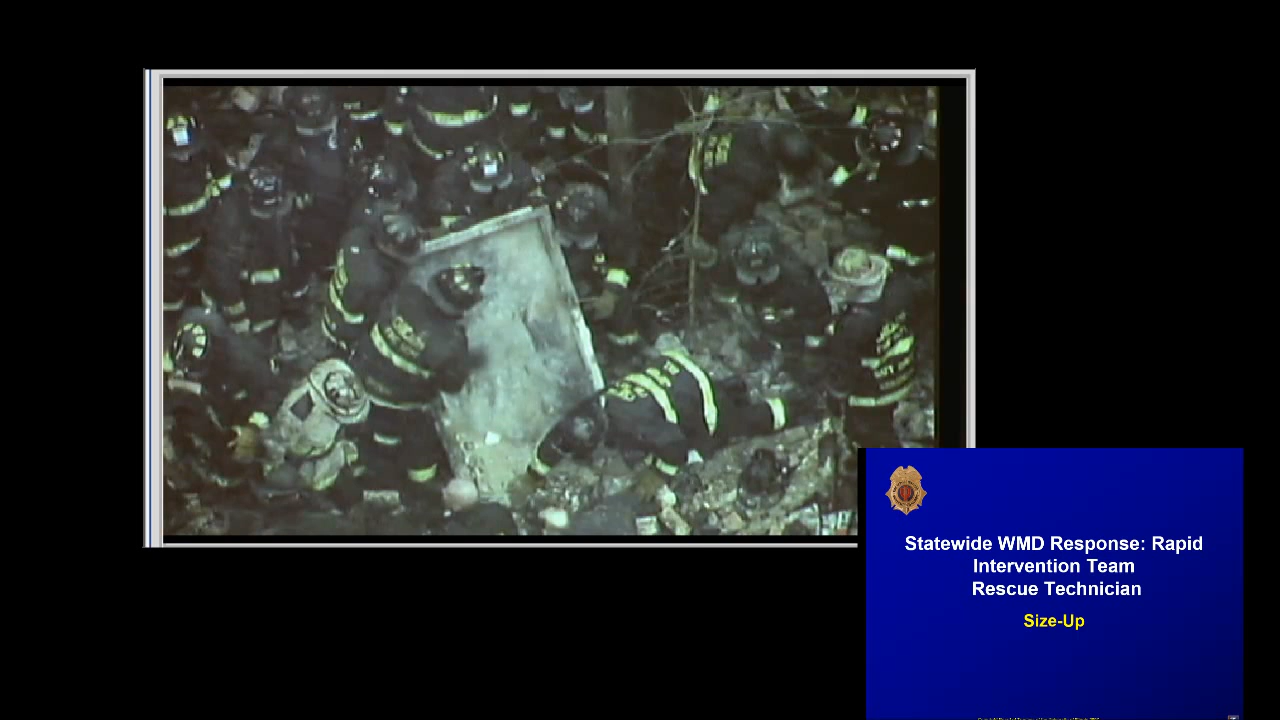 Statewide WMD Response: Rapid
Intervention Team
Rescue Technician
Size-Up